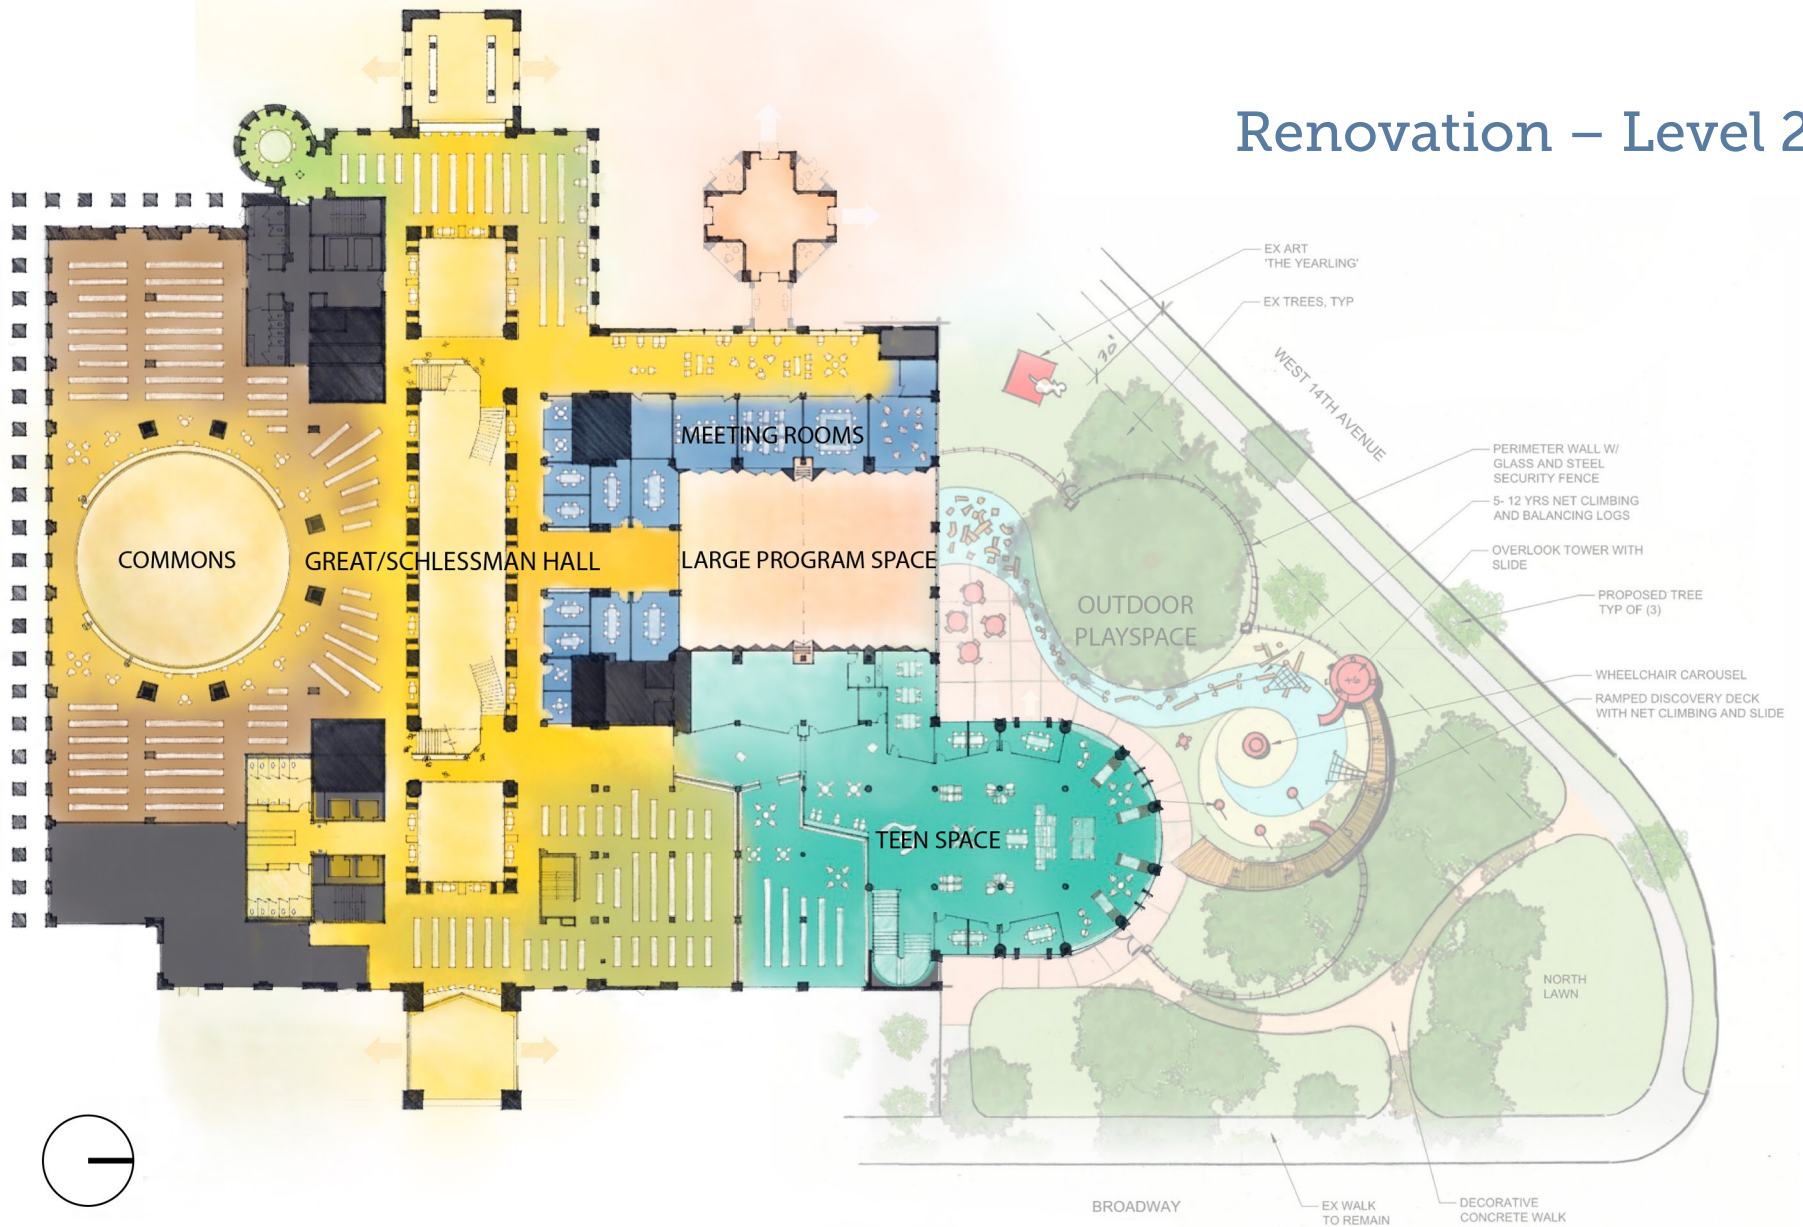 Renovation – Level 2
EX ART
'THE YEARLING'
EX TREES, TYP
30'
WEST 14TH AVENUE
MEETING ROOMS
PERIMETER WALL W/
GLASS AND STEEL
SECURITY FENCE
5- 12 YRS NET CLIMBING
AND BALANCING LOGS
COMMONS
GREAT/SCHLESSMAN HALL
LARGE PROGRAM SPACE
OVERLOOK TOWER WITH
SLIDE
OUTDOOR
PLAYSPACE
PROPOSED TREE
TYP OF (3)
WHEELCHAIR CAROUSEL
RAMPED DISCOVERY DECK
WITH NET CLIMBING AND SLIDE
TEEN SPACE
NORTH
LAWN
BROADWAY
EX WALK
TO REMAIN
DECORATIVE
CONCRETE WALK